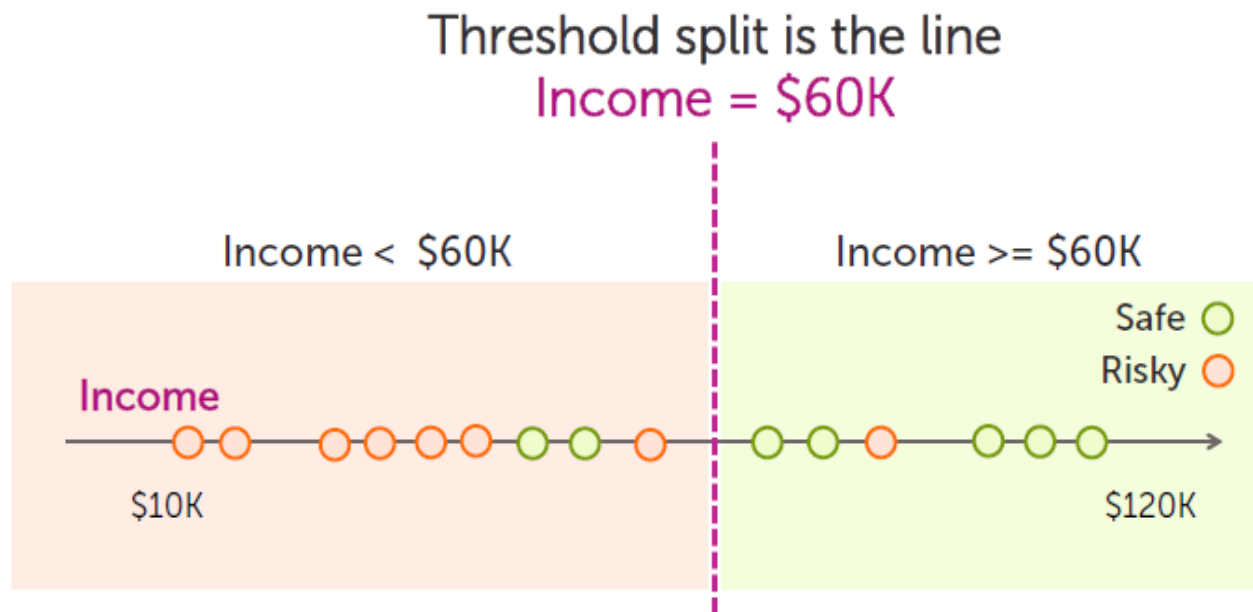 Threshold split is the line
Income = $60K
Income < $60K
Income >= $60K
Safe
Risky
Income
$10K
$120K